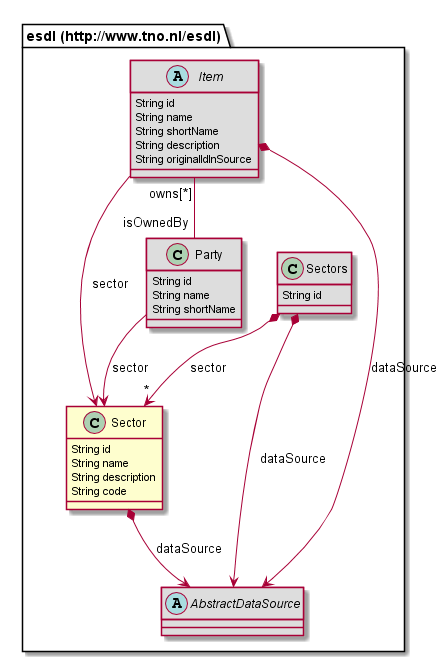 esdl (http://www.tno.nl/esdl)
A Item
String id
String name
String shortName
String description
String originalIdInSource
owns[*]
isOwnedBy
C Party
String id
String name
String shortName
C Sectors
String id
sector
sector
sector
*
dataSource
C Sector
String id
String name
String description
String code
dataSource
dataSource
A AbstractDataSource